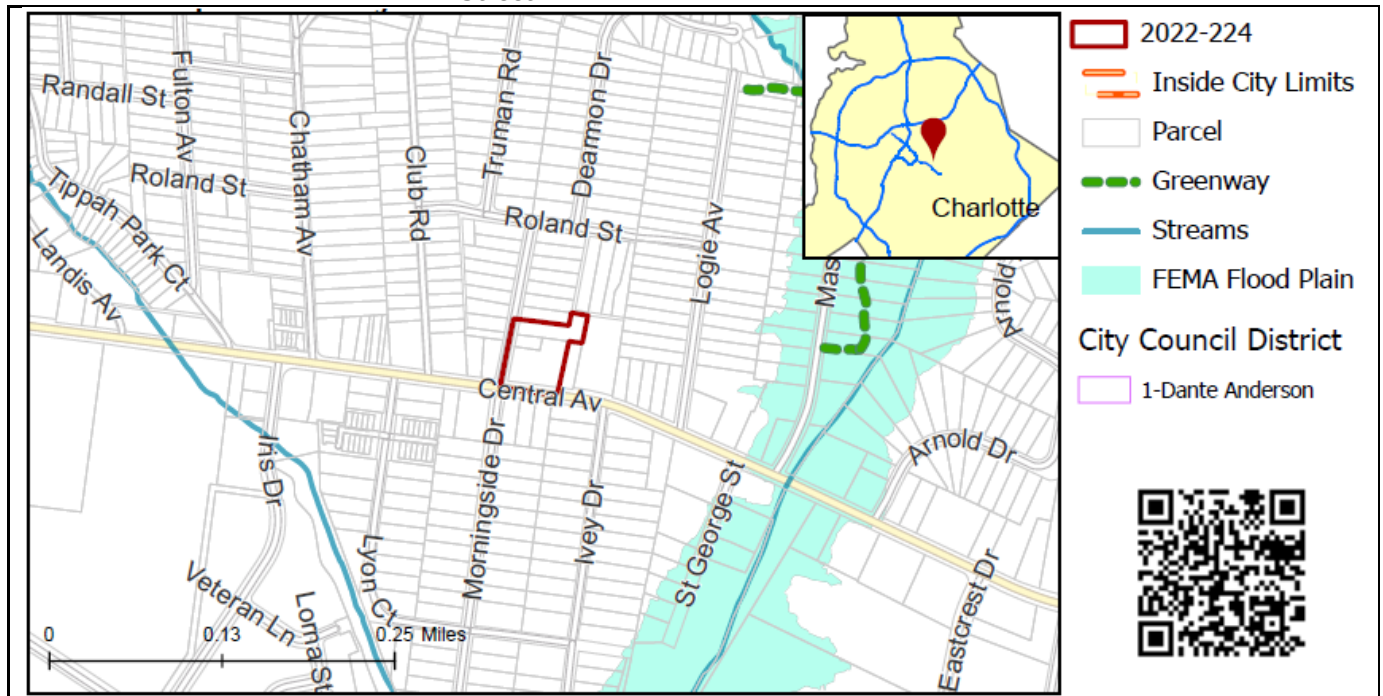 Randall St
Fulton Av
Chatham Av
Club Rd
Truman Rd
Dearmon Dr
Roland St
Roland St
Tippah Park Ct
Landis Av
Logie Av
Mas
Arnold
Charlotte
Central Av
Iris Dr
Lyon Ct
Morningside Dr
Ivey Dr
St George St
Arnold Dr
Eastcrest Dr
Veteran Ln
Lorna St
0 0.13 0.25 Miles
2022-224
Inside City Limits
Parcel
Greenway
Streams
FEMA Flood Plain
City Council District
1-Dante Anderson